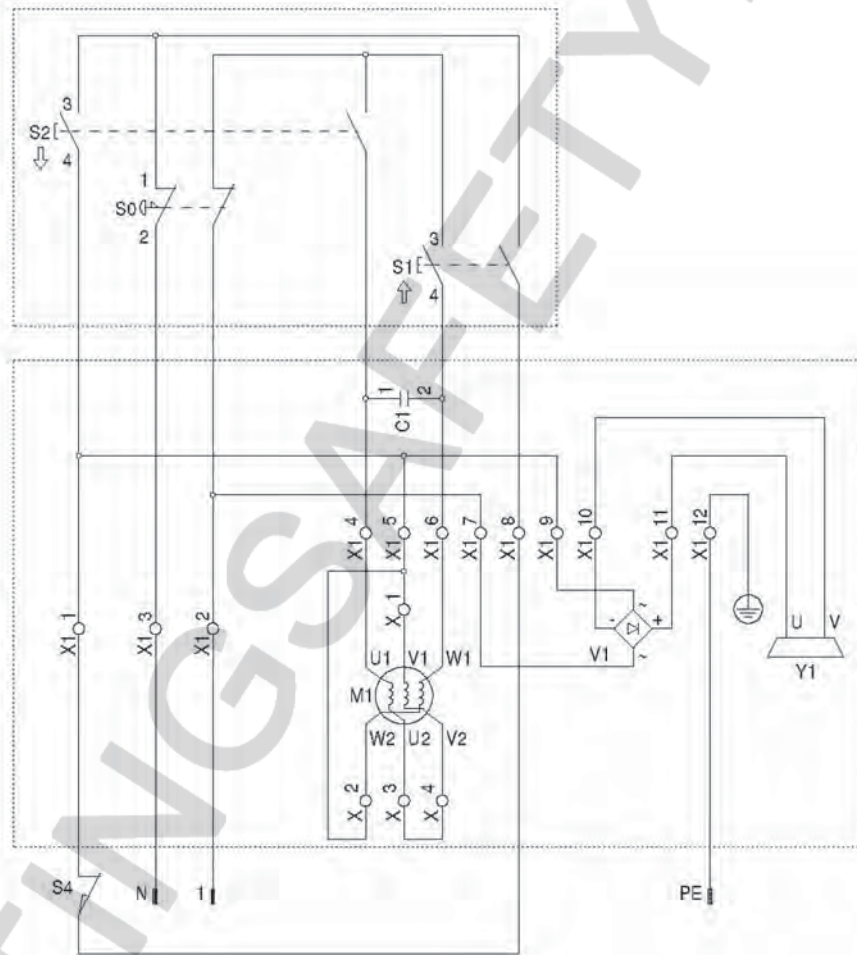 3
S2
4
1
S0
2
3
S1
4
1 2
C1
X1 4
X1 5
X1 6
X1 7
X1 8
X1 9
X1 10
X1 11
X1 12
X1 1
X1 3
X1 2
X 1
- ~ + ~
V1
U V
Y1
U1 V1 W1
M1
W2 U2 V2
X 2
X 3
X 4
S4
N
1
PE
INGSAFETY